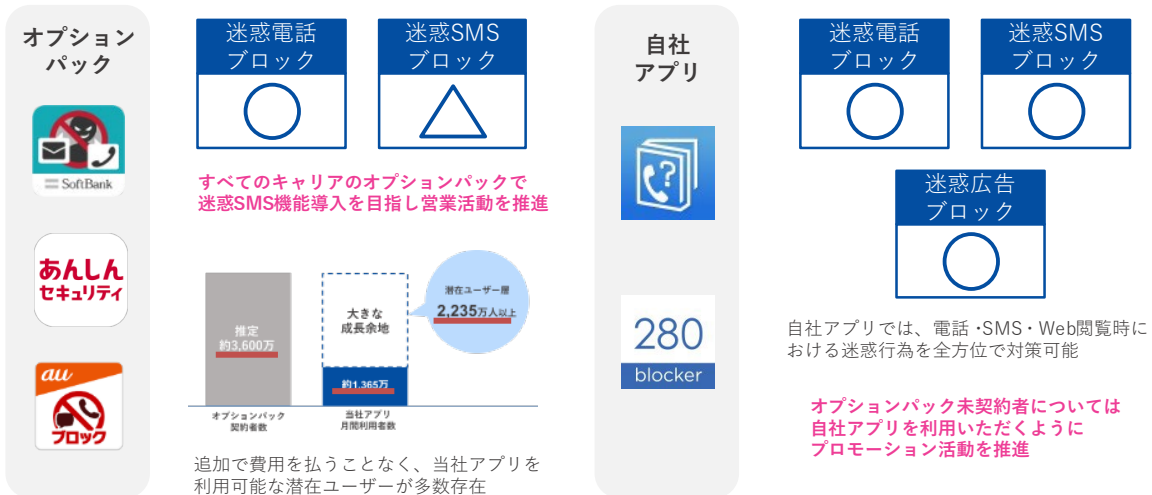 オプション
パック
SoftBank
あんしん
セキュリティ
au
ブロック
迷惑電話
ブロック
迷惑SMS
ブロック
すべてのキャリアのオプションパックで
迷惑SMS機能導入を目指し営業活動を推進
推定
約3,600万
オプションパック
契約者数
大きな
成長余地
約1,365万
当社アプリ
月間利用者数
潜在ユーザー層
2,235万人以上
追加で費用を払うことなく、当社アプリを
利用可能な潜在ユーザーが多数存在
自社
アプリ
?
280
blocker
迷惑電話
ブロック
迷惑SMS
ブロック
迷惑広告
ブロック
自社アプリでは、電話・SMS・Web閲覧時に
おける迷惑行為を全方位で対策可能
オプションパック未契約者については
自社アプリを利用いただくように
プロモーション活動を推進